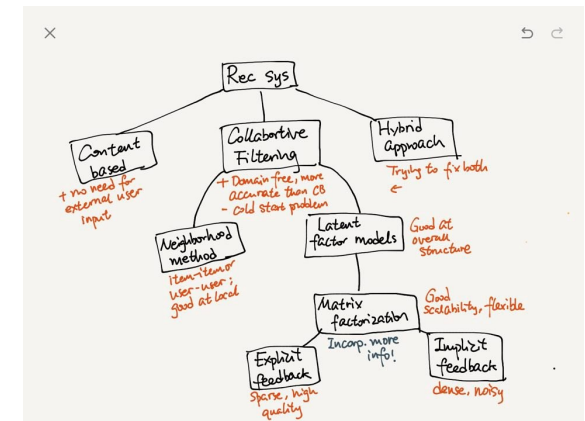 Rec sys
Content
based
+ no need for
external user
input
Collabortive
Filtering
+ Domain free, more
accurate than CB
- cold start problem
Hybrid
approach
Trying to fix both
←
Neighborhood
method
item-item or
user-user;
good at local
Latent
factor models
Good at
overall
structure
Matrix
factorization
Good
scalability, flexible
Incorp. more
info!
Explicit
feedback
sparse, high
quality
Implicit
feedback
dense, noisy